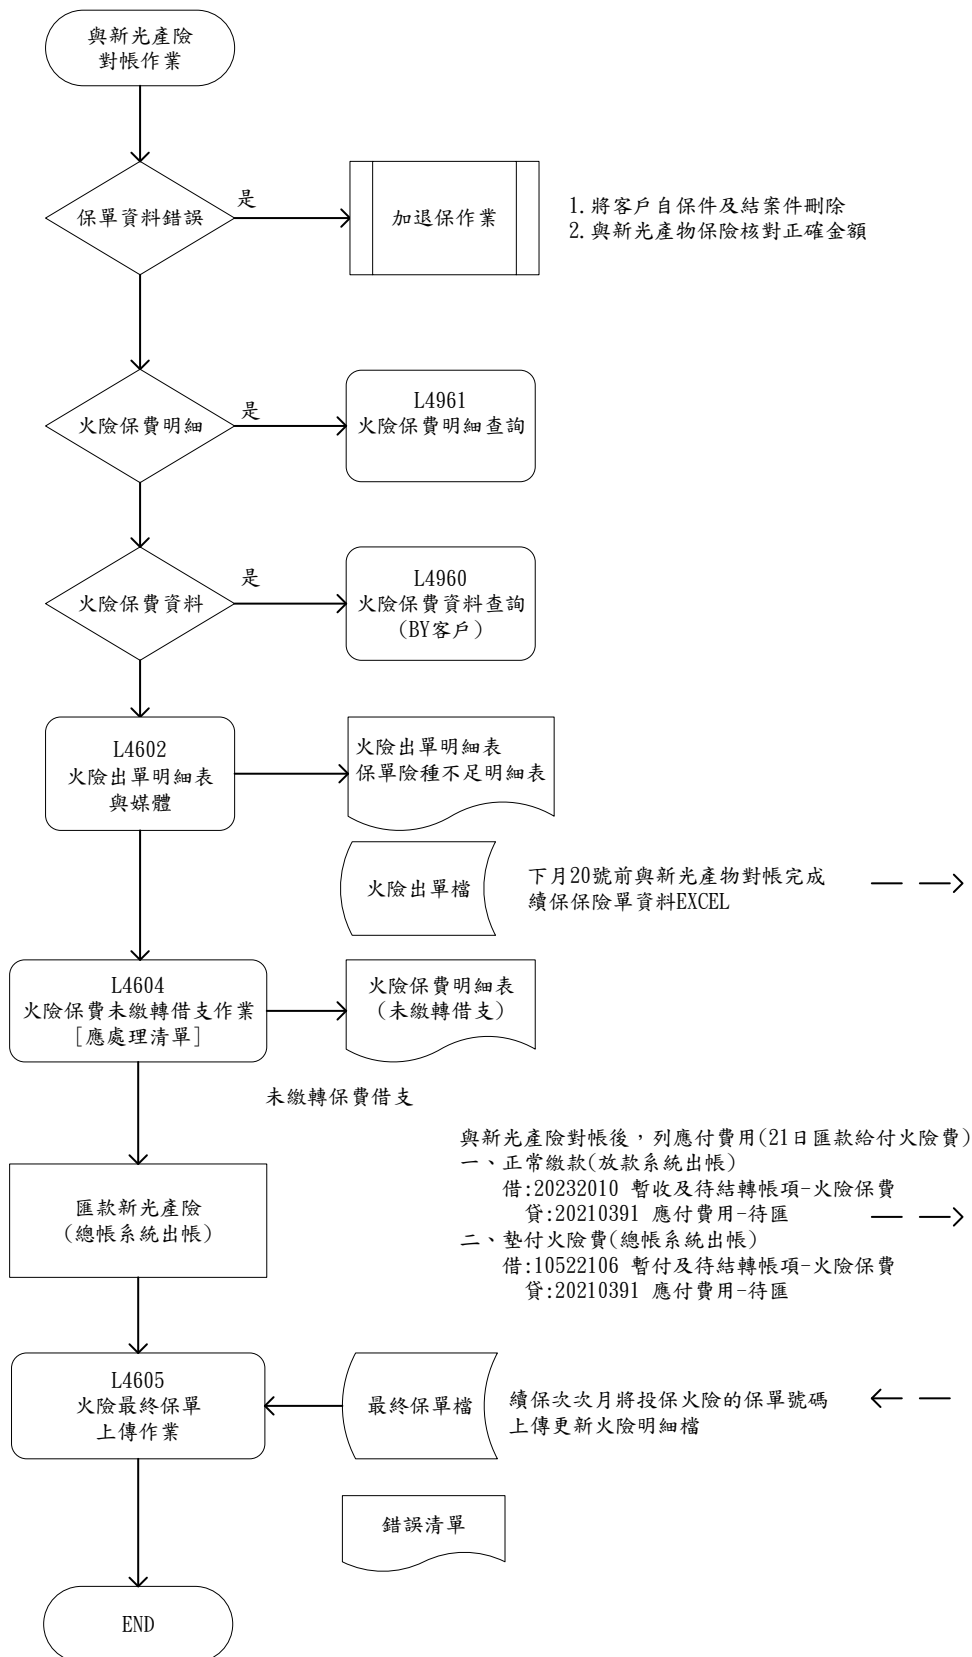 與新光產險
對帳作業
保單資料錯誤
是
加退保作業
1.將客戶自保件及結案件刪除
2.與新光產物保險核對正確金額
火險保費明細
是
L4961
火險保費明細查詢
火險保費資料
是
L4960
火險保費資料查詢
(BY客戶)
L4602
火險出單明細表
與媒體
火險出單明細表
保單險種不足明細表
火險出單檔
下月20號前與新光產物對帳完成
續保保險單資料EXCEL
L4604
火險保費未繳轉借支作業
[應處理清單]
火險保費明細表
(未繳轉借支)
未繳轉保費借支
匯款新光產險
(總帳系統出帳)
與新光產險對帳後，列應付費用(21日匯款給付火險費)
一、正常繳款(放款系統出帳)
借:20232010 暫收及待結轉帳項-火險保費
貸:20210391 應付費用-待匯
二、墊付火險費(總帳系統出帳)
借:10522106 暫付及待結轉帳項-火險保費
貸:20210391 應付費用-待匯
L4605
火險最終保單
上傳作業
最終保單檔
續保次次月將投保火險的保單號碼
上傳更新火險明細檔
錯誤清單
END